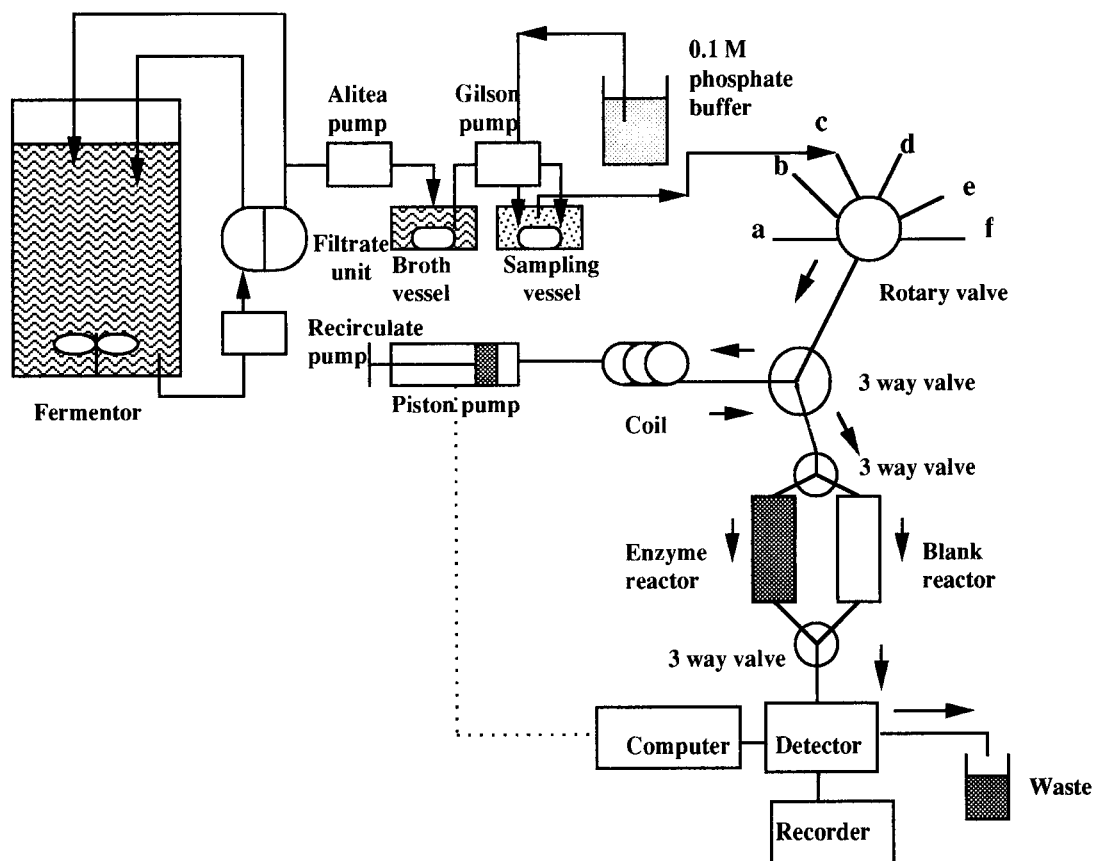 0.1 M
phosphate
buffer
Alitea
pump
Gilson
pump
c
d
b
e
a
f
Filtrate
unit
Broth
vessel
Sampling
vessel
Rotary valve
Recirculate
pump
Piston pump
Fermentor
Coil
3 way valve
3 way valve
Enzyme
reactor
Blank
reactor
3 way valve
Computer
Detector
Waste
Recorder